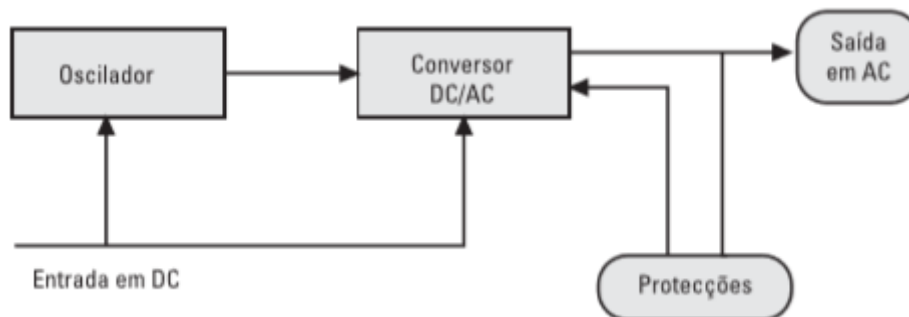 Oscilador
Conversor
DC/AC
Saída
em AC
Entrada em DC
Protecções